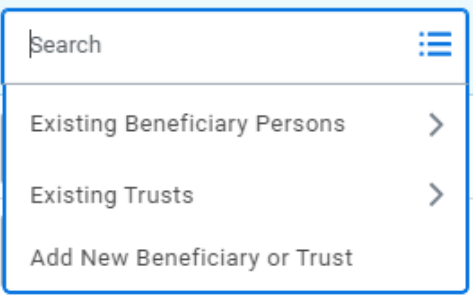 Search
Existing Beneficiary Persons
Existing Trusts
Add New Beneficiary or Trust